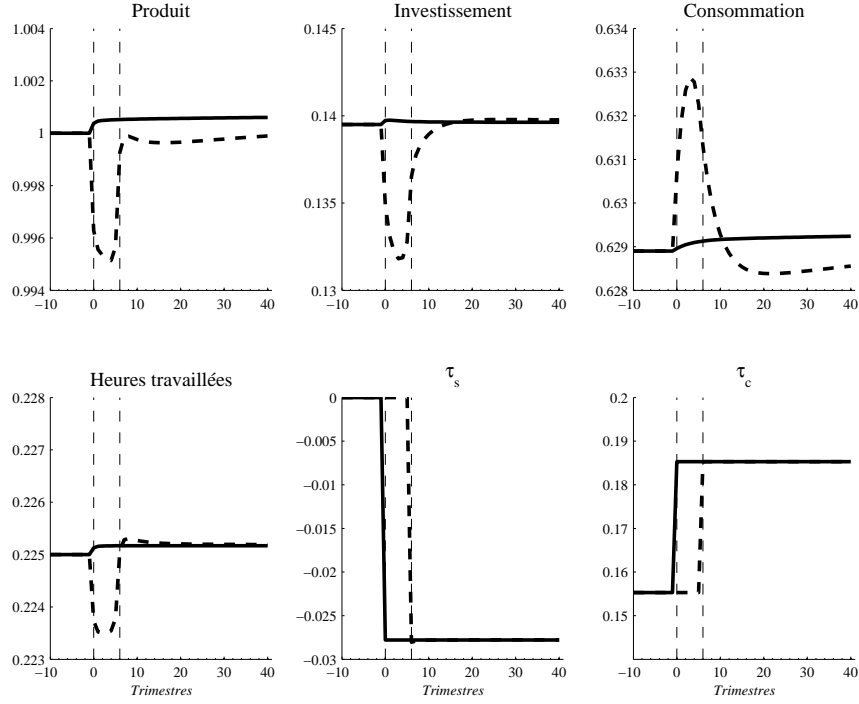 Produit
1.004
1.002
1
0.998
0.996
0.994
−10 0 10 20 30 40
Investissement
0.145
0.14
0.135
0.13
−10 0 10 20 30 40
Consommation
0.634
0.633
0.632
0.631
0.63
0.629
0.628
−10 0 10 20 30 40
Heures travaillées
0.228
0.227
0.226
0.225
0.224
0.223
−10 0 10 20 30 40
Trimestres
τs
0
−0.005
−0.01
−0.015
−0.02
−0.025
−0.03
−10 0 10 20 30 40
Trimestres
τc
0.2
0.19
0.18
0.17
0.16
0.15
−10 0 10 20 30 40
Trimestres